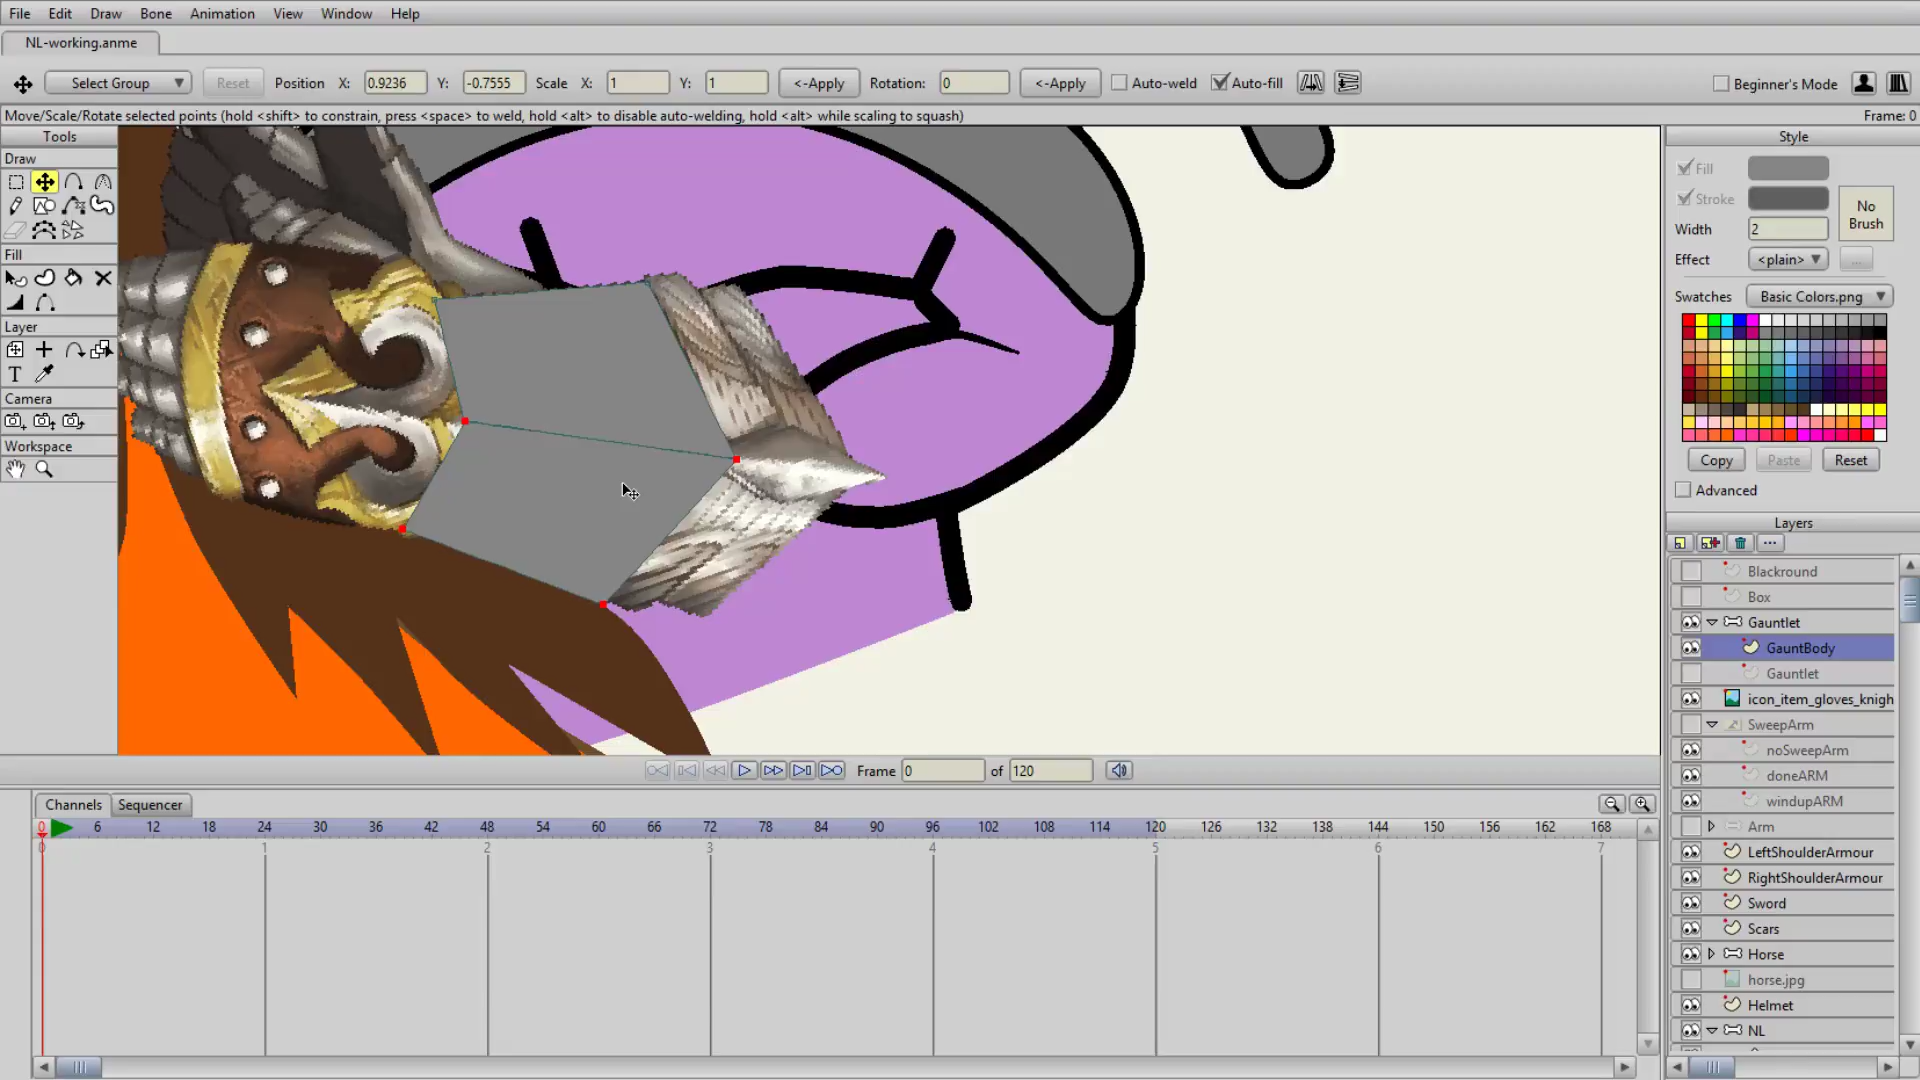 File Edit Draw Bone Animation View Window Help
NL-working.anme
Select Group Reset Position X: 0.9236 Y: -0.7555 Scale X: 1 Y: 1 <-Apply Rotation: 0 <-Apply Auto-weld Auto-fill Beginner's Mode
Move/Scale/Rotate selected points (hold <shift> to constrain, press <space> to weld, hold <alt> to disable auto-welding, hold <alt> while scaling to squash) Frame: 0
Tools
Draw
Fill
Layer
T
Camera
Workspace
Style
Fill
Stroke
No
Brush
Width 2
Effect <plain> ...
Swatches Basic Colors.png
Copy Paste Reset
Advanced
Layers
Blackround
Box
Gauntlet
GauntBody
Gauntlet
icon_item_gloves_knigh
SweepArm
noSweepArm
doneARM
windupARM
Arm
LeftShoulderArmour
RightShoulderArmour
Sword
Scars
Horse
horse.jpg
Helmet
NL
Frame 0 of 120
Channels Sequencer
0 6 12 18 24 30 36 42 48 54 60 66 72 78 84 90 96 102 108 114 120 126 132 138 144 150 156 162 168
0 1 2 3 4 5 6 7